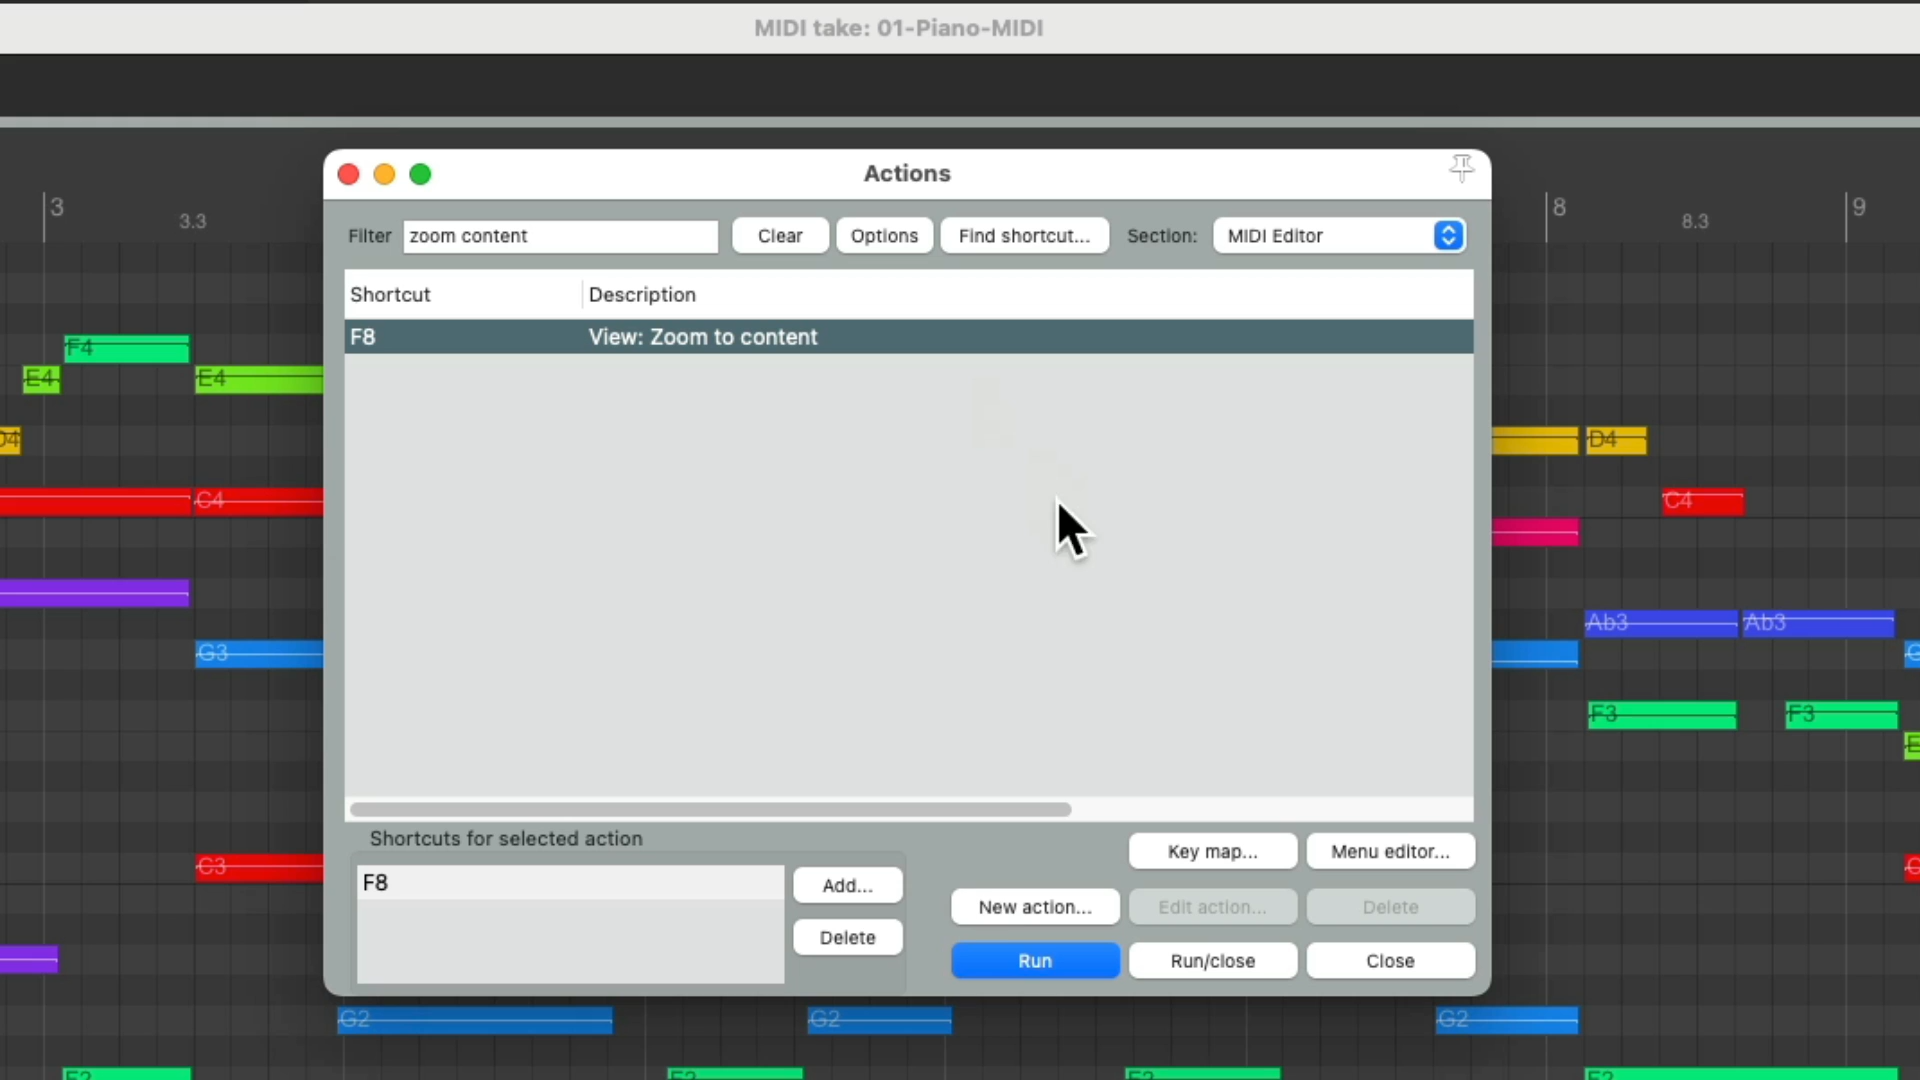 MIDI take: 01-Piano-MIDI
Actions
3
3.3
8
8.3
9
Filter
zoom content
Clear
Options
Find shortcut...
Section:
MIDI Editor
Shortcut
Description
F8
View: Zoom to content
F4
E4
E4
D4
D4
C4
C4
Ab3
Ab3
G3
F3
F3
C3
Shortcuts for selected action
F8
Add...
Delete
Key map...
Menu editor...
New action...
Edit action...
Delete
Run
Run/close
Close
G2
G2
G2